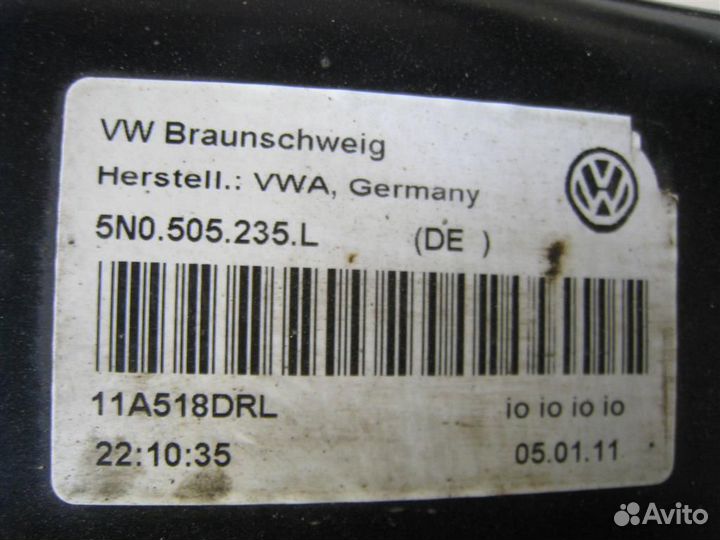 VW Braunschweig
Herstell.: VWA, Germany
5N0.505.235.L (DE )
11A518DRL io io io io
22:10:35 05.01.11
Avito